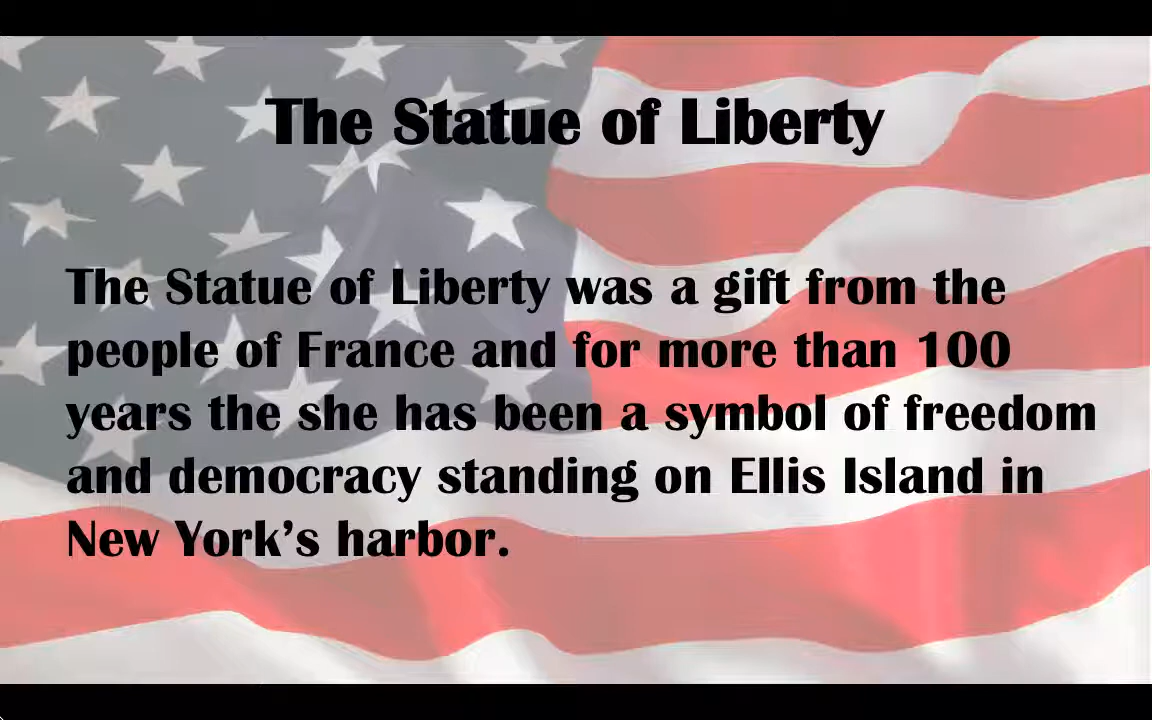 The Statue of Liberty
The Statue of Liberty was a gift from the
people of France and for more than 100
years the she has been a symbol of freedom
and democracy standing on Ellis Island in
New York’s harbor.